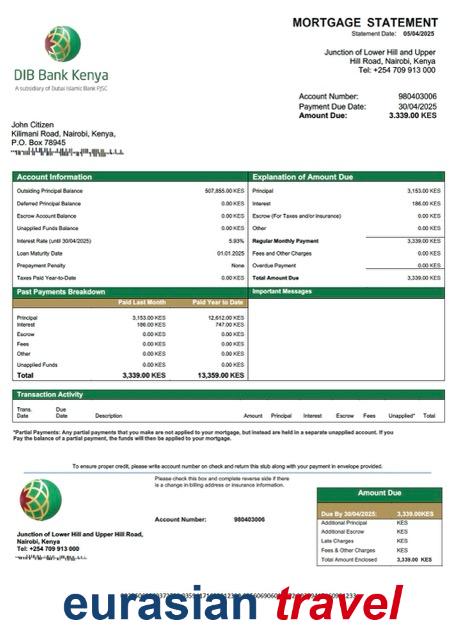 MORTGAGE STATEMENT
Statement Date: 05/04/2025
Junction of Lower Hill and Upper
Hill Road, Nairobi, Kenya
Tel: +254 709 913 000
DIB Bank Kenya
A subsidiary of Dubai Islamic Bank PJSC
Account Number: 980403006
Payment Due Date: 30/04/2025
Amount Due: 3.339.00 KES
John Citizen
Kilimani Road, Nairobi, Kenya,
P.O. Box 78945
Account Information
Outsiding Principal Balance 507,855.00 KES
Deferred Principal Balance 0.00 KES
Escrow Account Balance 0.00 KES
Unapplied Funds Balance 0.00 KES
Interest Rate (until 30/04/2025) 5.93%
Loan Maturity Date 01.01.2025
Prepayment Penalty None
Taxes Paid Year-to-Date 0.00 KES
Explanation of Amount Due
Principal 3,153.00 KES
Interest 186.00 KES
Escrow (For Taxes and/or insurance) 0.00 KES
Other 0.00 KES
Regular Monthly Payment 3,339.00 KES
Fees and Other Charges 0.00 KES
Overdue Payment 0.00 KES
Total Amount Due 3,339.00 KES
Past Payments Breakdown
Paid Last Month Paid Year to Date
Principal 3,153.00 KES 12,612.00 KES
Interest 186.00 KES 747.00 KES
Escrow 0.00 KES 0.00 KES
Fees 0.00 KES 0.00 KES
Other 0.00 KES 0.00 KES
Unapplied Funds 0.00 KES 0.00 KES
Total 3,339.00 KES 13,359.00 KES
Important Messages
Transaction Activity
Trans. Date Due Date Description Amount Principal Interest Escrow Fees Unapplied* Total
*Partial Payments: Any partial payments that you make are not applied to your mortgage, but instead are held in a separate unapplied account. If you
Pay the balance of a partial payment, the funds will then be applied to your mortgage.
To ensure proper credit, please write account number on check and return this stub along with your payment in envelope provided.
Please check this box and complete reverse side if
there is a change in billing address or insurance information.
Account Number: 980403006
Junction of Lower Hill and Upper Hill Road,
Nairobi, Kenya
Tel: +254 709 913 000
Amount Due
Due By 30/04/2025: 3,339.00KES
Additional Principal KES
Additional Escrow KES
Late Charges KES
Fees & Other Charges KES
Total Amount Enclosed 3,339.00 KES
eurasian travel